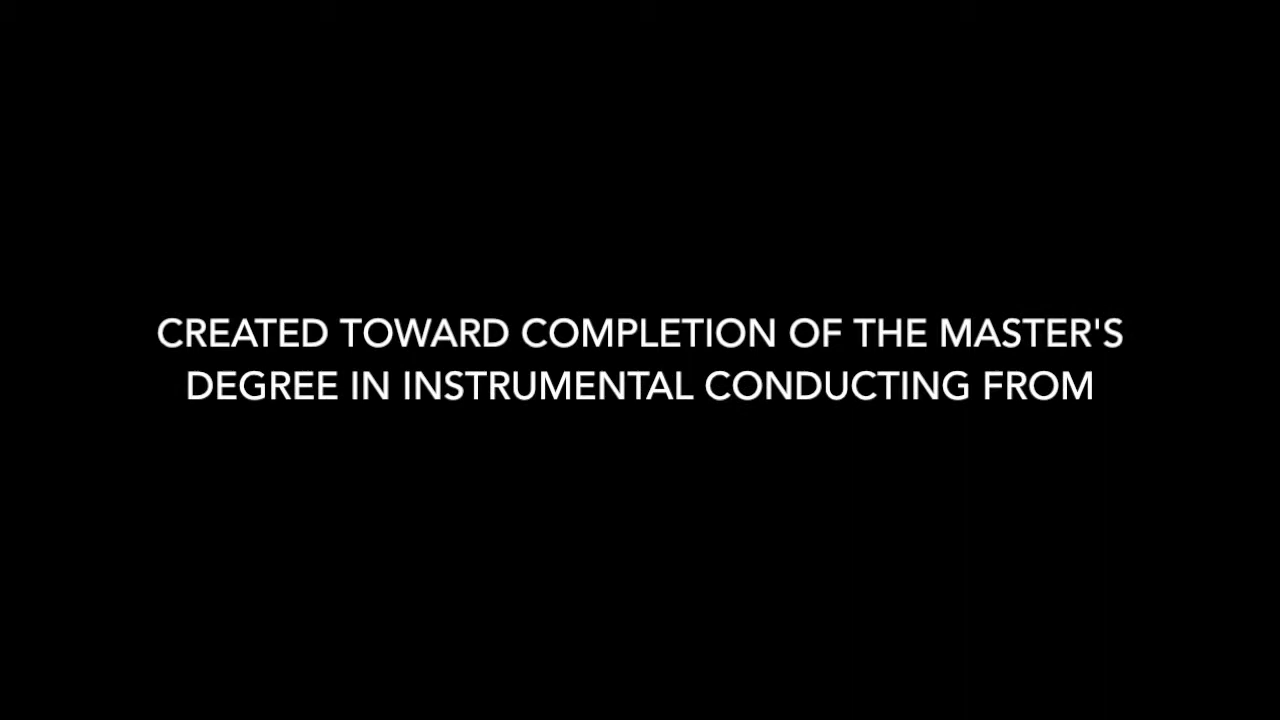 CREATED TOWARD COMPLETION OF THE MASTER'S
DEGREE IN INSTRUMENTAL CONDUCTING FROM